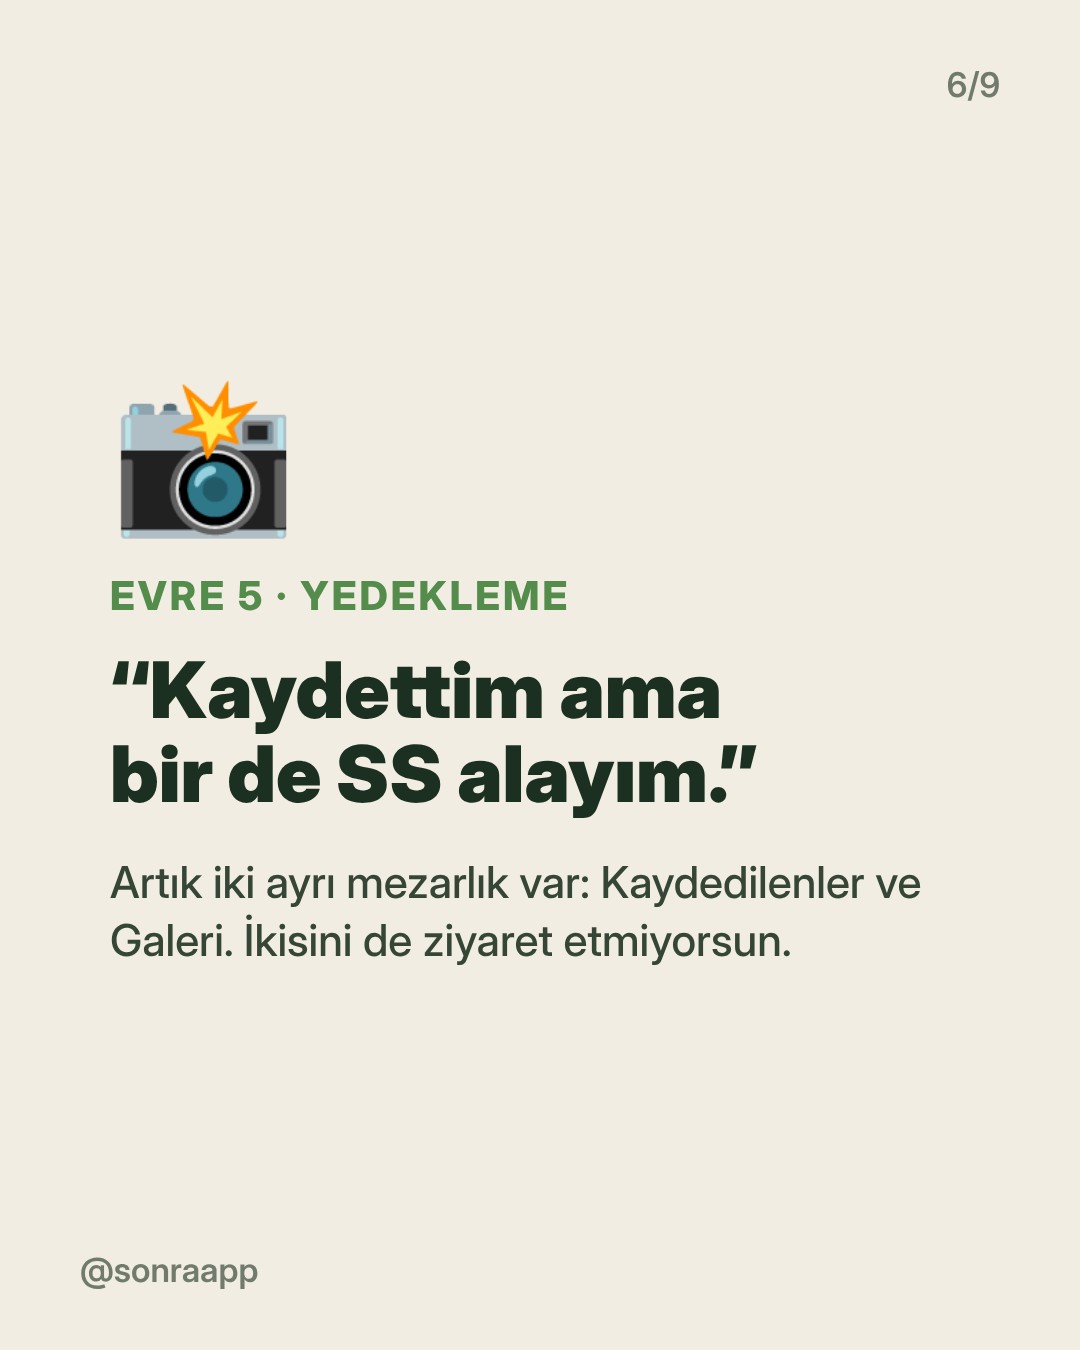 6/9
EVRE 5 · YEDEKLEME
“Kaydettim ama
bir de SS alayım.”
Artık iki ayrı mezarlık var: Kaydedilenler ve
Galeri. İkisini de ziyaret etmiyorsun.
@sonraapp